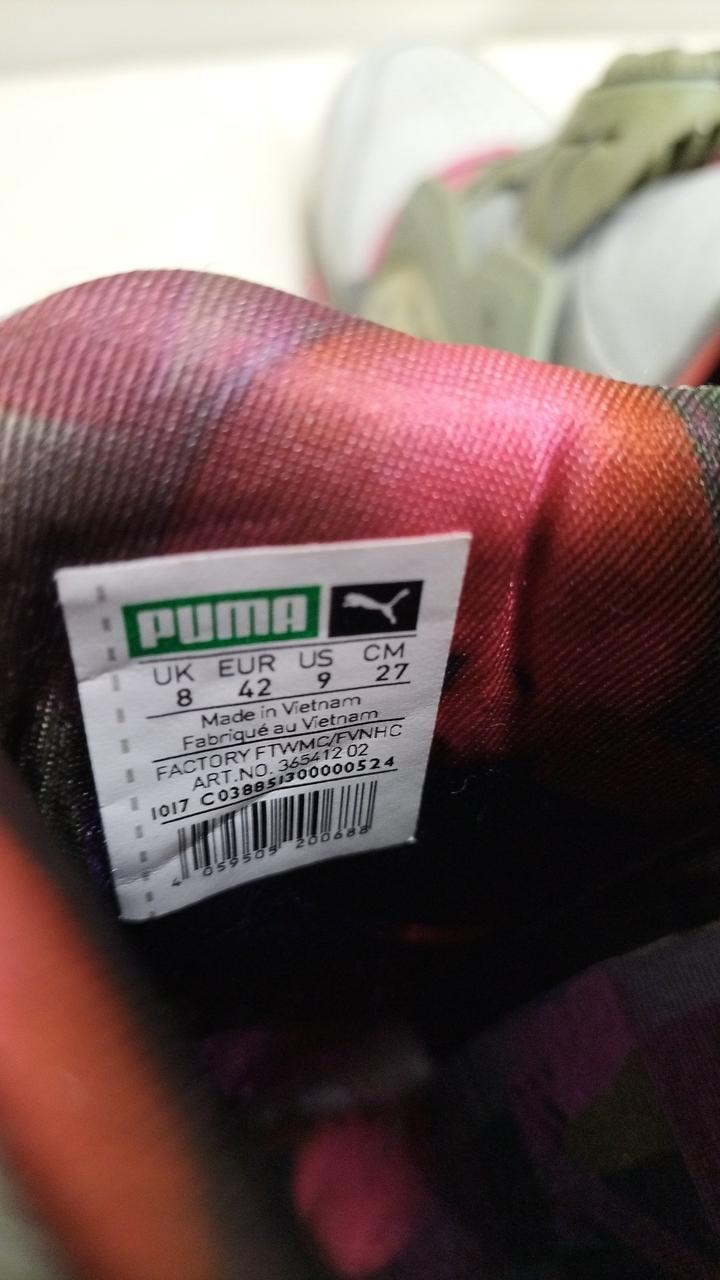 PUMA
UK EUR US CM
8 42 9 27
Made in Vietnam
Fabriqué au Vietnam
FACTORY FTWMC/FVNHC
ART.NO. 365412 02
1017 C03885J300000524
4 059505 200688